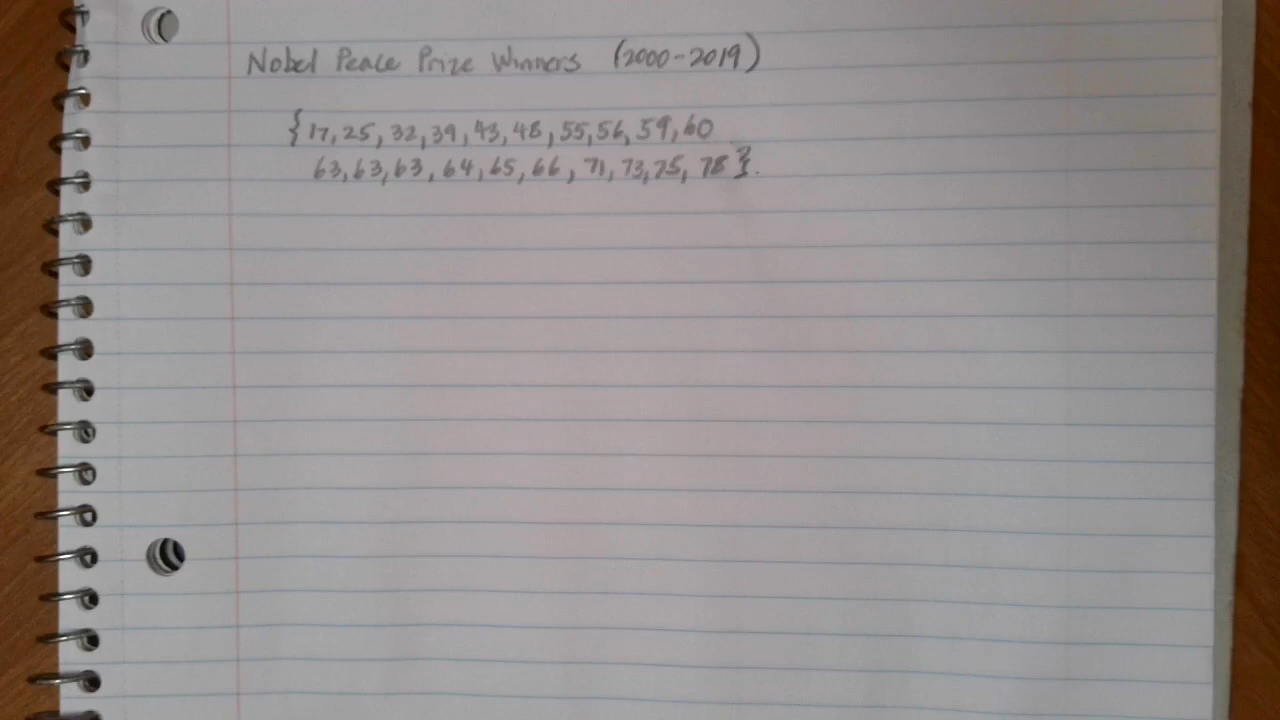 Nobel Peace Prize Winners (2000-2019)
{17, 25, 32, 39, 43, 48, 55, 56, 59, 60
63, 63, 63, 64, 65, 66, 71, 73, 75, 78}.